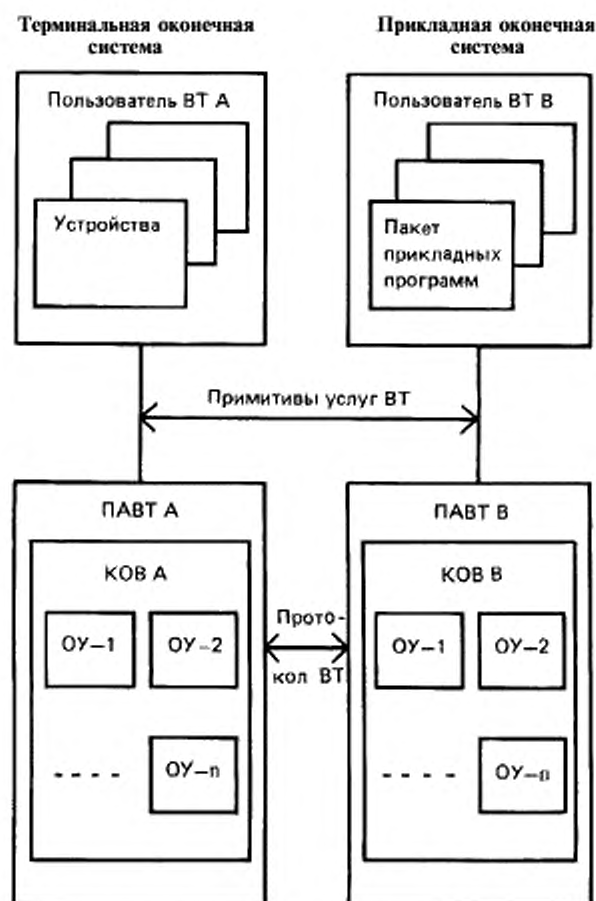 Терминальная оконечная
система
Прикладная оконечная
система
Пользователь ВТ А
Устройства
Пользователь ВТ В
Пакет
прикладных
программ
Примитивы услуг ВТ
ПАВТ А
КОВ А
ОУ—1
ОУ—2
ОУ—n
Прото-
кол ВТ
ПАВТ В
КОВ В
ОУ—1
ОУ—2
ОУ—n